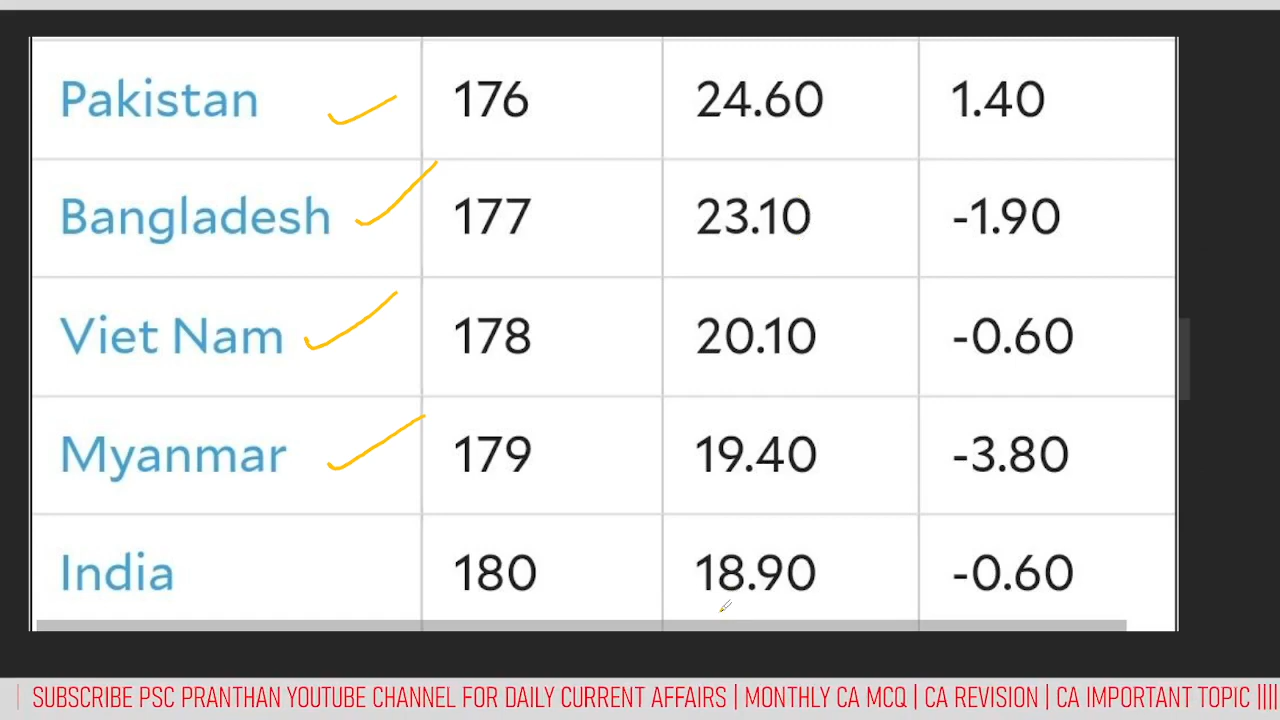 Pakistan 176 24.60 1.40
Bangladesh 177 23.10 -1.90
Viet Nam 178 20.10 -0.60
Myanmar 179 19.40 -3.80
India 180 18.90 -0.60
SUBSCRIBE PSC PRANTHAN YOUTUBE CHANNEL FOR DAILY CURRENT AFFAIRS | MONTHLY CA MCQ | CA REVISION | CA IMPORTANT TOPIC ||||